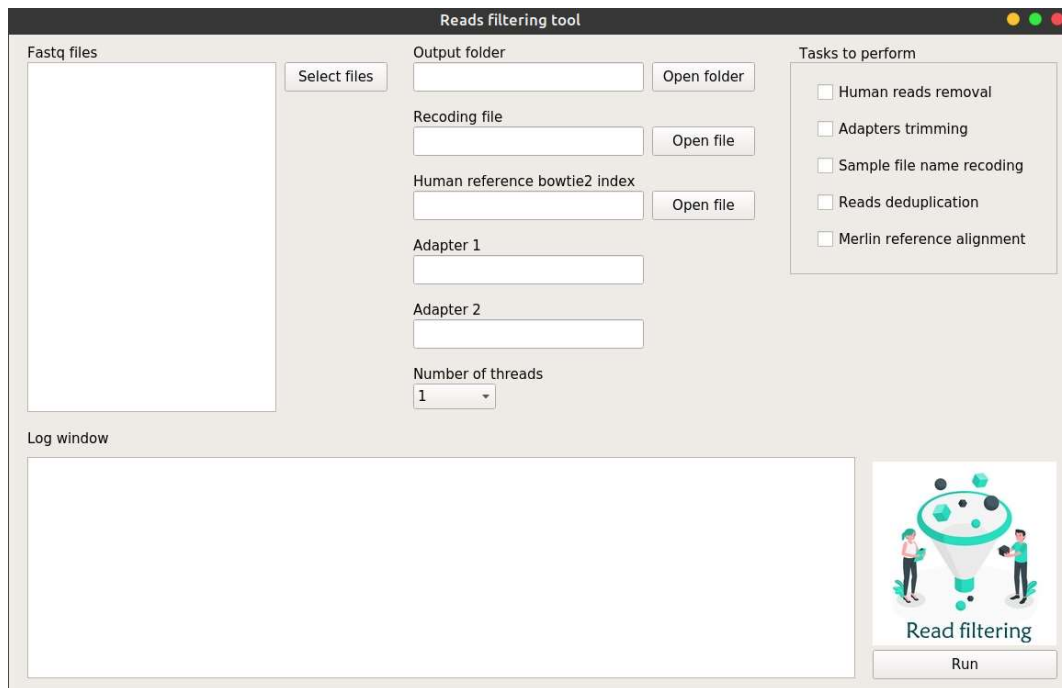 Reads filtering tool
Fastq files
Select files
Output folder
Open folder
Recoding file
Open file
Human reference bowtie2 index
Open file
Adapter 1
Adapter 2
Number of threads
1
Tasks to perform
Human reads removal
Adapters trimming
Sample file name recoding
Reads deduplication
Merlin reference alignment
Log window
Read filtering
Run